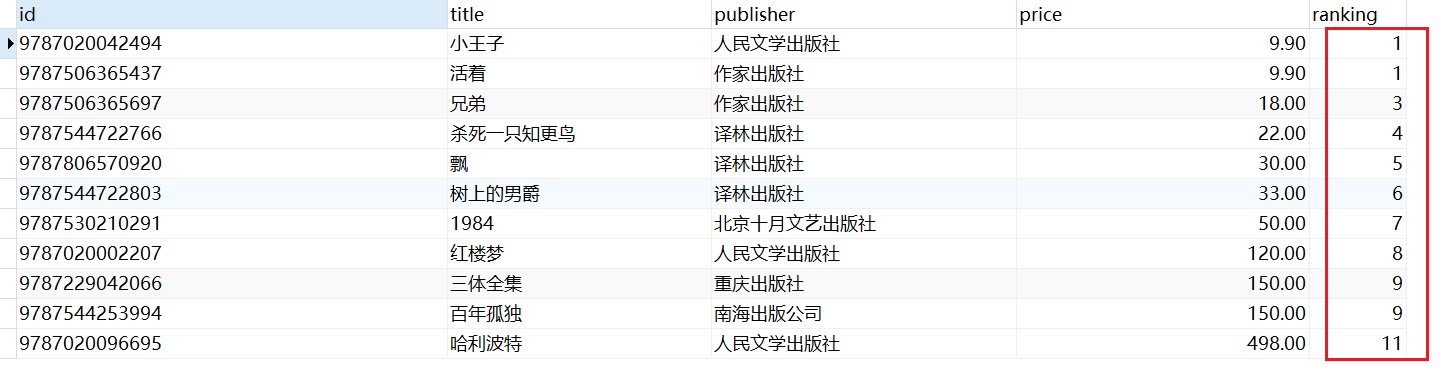 id title publisher price ranking
9787020042494 小王子 人民文学出版社 9.90 1
9787506365437 活着 作家出版社 9.90 1
9787506365697 兄弟 作家出版社 18.00 3
9787544722766 杀死一只知更鸟 译林出版社 22.00 4
9787806570920 飘 译林出版社 30.00 5
9787544722803 树上的男爵 译林出版社 33.00 6
9787530210291 1984 北京十月文艺出版社 50.00 7
9787020002207 红楼梦 人民文学出版社 120.00 8
9787229042066 三体全集 重庆出版社 150.00 9
9787544253994 百年孤独 南海出版公司 150.00 9
9787020096695 哈利波特 人民文学出版社 498.00 11